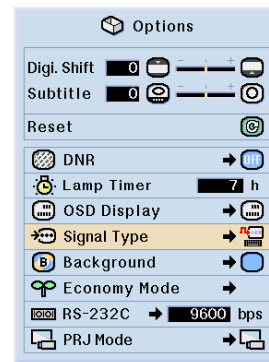 Options
Digi. Shift 0 - +
Subtitle 0 - +
Reset
DNR OFF
Lamp Timer 7 h
OSD Display
Signal Type
B Background
Economy Mode
RS-232C 9600 bps
PRJ Mode